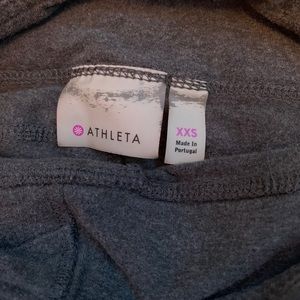 ATHLETA
XXS
Made In
Portugal